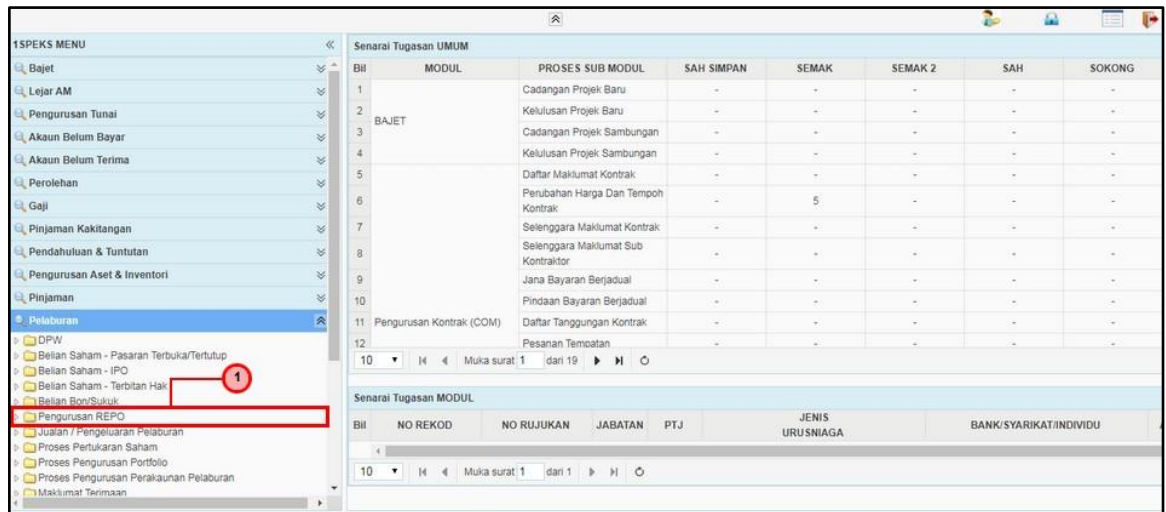 1SPEKS MENU
Bajet
Lejar AM
Pengurusan Tunai
Akaun Belum Bayar
Akaun Belum Terima
Perolehan
Gaji
Pinjaman Kakitangan
Pendahuluan & Tuntutan
Pengurusan Aset & Inventori
Pinjaman
Pelaburan
DPW
Belian Saham - Pasaran Terbuka/Tertutup
Belian Saham - IPO
Belian Saham - Terbitan Hak
1
Belian Bon/Sukuk
Pengurusan REPO
Jualan / Pengeluaran Pelaburan
Proses Pertukaran Saham
Proses Pengurusan Portfolio
Proses Pengurusan Perakaunan Pelaburan
Maklumat Terimaan
Senarai Tugasan UMUM
Bil MODUL PROSES SUB MODUL SAH SIMPAN SEMAK SEMAK 2 SAH SOKONG
1 Cadangan Projek Baru - - - - -
2 Kelulusan Projek Baru - - - - -
BAJET
3 Cadangan Projek Sambungan - - - - -
4 Kelulusan Projek Sambungan - - - - -
5 Daftar Maklumat Kontrak - - - - -
6 Perubahan Harga Dan Tempoh Kontrak - 5 - - -
7 Selenggara Maklumat Kontrak - - - - -
8 Selenggara Maklumat Sub Kontraktor - - - - -
9 Jana Bayaran Berjadual - - - - -
10 Pindaan Bayaran Berjadual - - - - -
11 Pengurusan Kontrak (COM) Daftar Tanggungan Kontrak - - - - -
12 Pesanan Tempatan - - - - -
10 Muka surat 1 dari 19
Senarai Tugasan MODUL
Bil NO REKOD NO RUJUKAN JABATAN PTJ JENIS URUSNIAGA BANK/SYARIKAT/INDIVIDU
10 Muka surat 1 dari 1